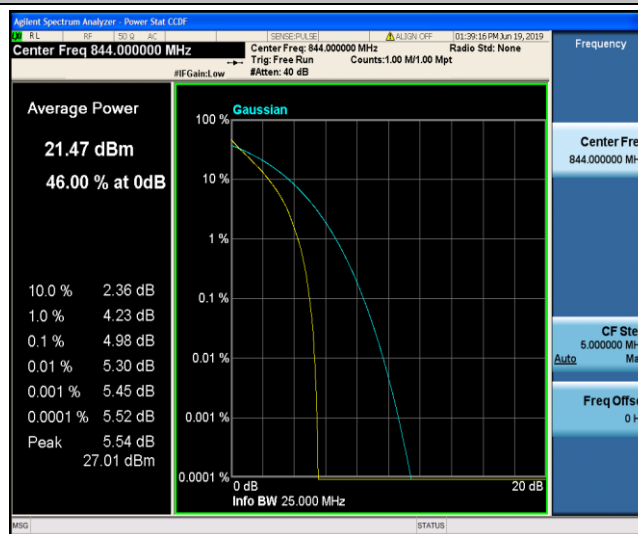 Agilent Spectrum Analyzer - Power Stat CCDF
RL RF 50 Ω AC SENSE:PULSE ALIGN OFF 01:39:16 PM Jun 19, 2019
Center Freq 844.000000 MHz
Center Freq: 844.000000 MHz Radio Std: None
Trig: Free Run Counts:1.00 M/1.00 Mpt
#IFGain:Low #Atten: 40 dB
Frequency
Average Power
21.47 dBm
46.00 % at 0dB
10.0 % 2.36 dB
1.0 % 4.23 dB
0.1 % 4.98 dB
0.01 % 5.30 dB
0.001 % 5.45 dB
0.0001 % 5.52 dB
Peak 5.54 dB
27.01 dBm
Gaussian
100 %
10 %
1 %
0.1 %
0.01 %
0.001 %
0.0001 %
0 dB 20 dB
Info BW 25.000 MHz
Center Fre
844.000000 MH
CF Ste
5.000000 MH
Auto Ma
Freq Offs
0 H
MSG STATUS